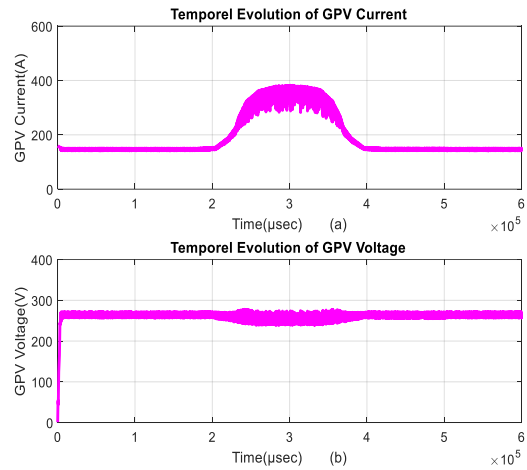 Temporel Evolution of GPV Current
600
400
200
0
GPV Current(A)
0 1 2 3 4 5 6
Time(μsec) (a)
×10^5
Temporel Evolution of GPV Voltage
400
300
200
100
0
GPV Voltage(V)
0 1 2 3 4 5 6
Time(μsec) (b)
×10^5